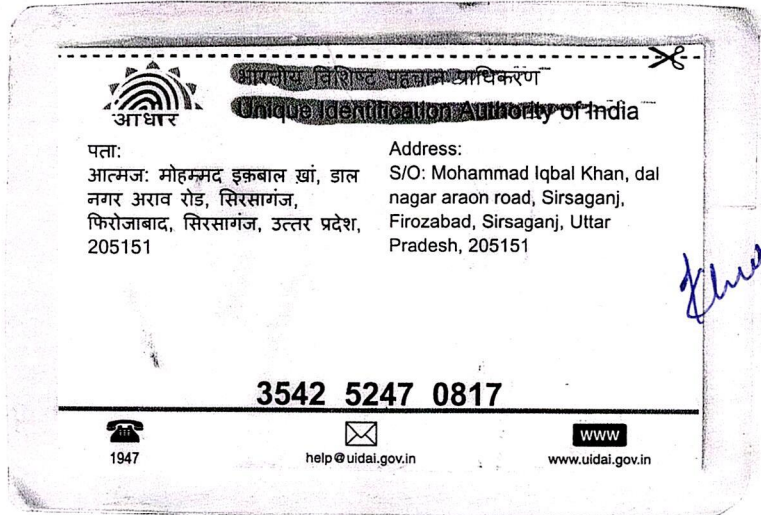 भारतीय विशिष्ट पहचान प्राधिकरण
आधार
Unique Identification Authority of India
पता:
आत्मज: मोहम्मद इक़बाल ख़ां, डाल
नगर अराव रोड, सिरसागंज,
फिरोजाबाद, सिरसागंज, उत्तर प्रदेश,
205151
Address:
S/O: Mohammad Iqbal Khan, dal
nagar araon road, Sirsaganj,
Firozabad, Sirsaganj, Uttar
Pradesh, 205151
3542 5247 0817
1947
help@uidai.gov.in
www
www.uidai.gov.in